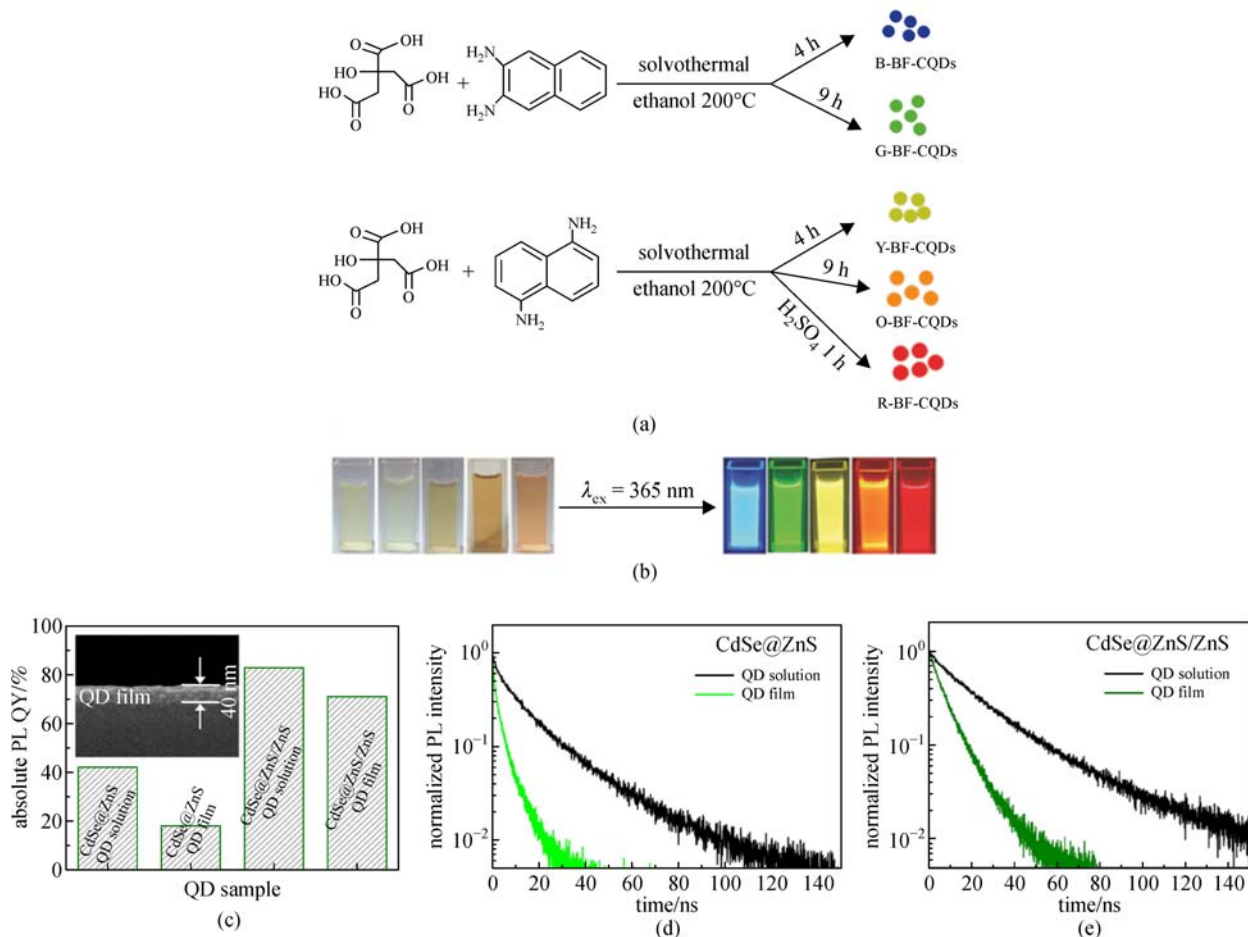 O
OH
HO
OH
HO
O
O
+
H₂N
H₂N
solvothermal
ethanol 200°C
4 h
9 h
B-BF-CQDs
G-BF-CQDs
O
OH
HO
OH
HO
O
O
+
NH₂
NH₂
solvothermal
ethanol 200°C
4 h
9 h
H₂SO₄ 1 h
Y-BF-CQDs
O-BF-CQDs
R-BF-CQDs
(a)
λex = 365 nm
(b)
absolute PL QY/%
100
80
60
40
20
0
QD film
40 nm
CdSe@ZnS
QD solution
CdSe@ZnS
QD film
CdSe@ZnS/ZnS
QD solution
CdSe@ZnS/ZnS
QD film
QD sample
(c)
normalized PL intensity
10⁰
10⁻¹
10⁻²
CdSe@ZnS
QD solution
QD film
0 20 40 60 80 100 120 140
time/ns
(d)
normalized PL intensity
10⁰
10⁻¹
10⁻²
CdSe@ZnS/ZnS
QD solution
QD film
0 20 40 60 80 100 120 140
time/ns
(e)